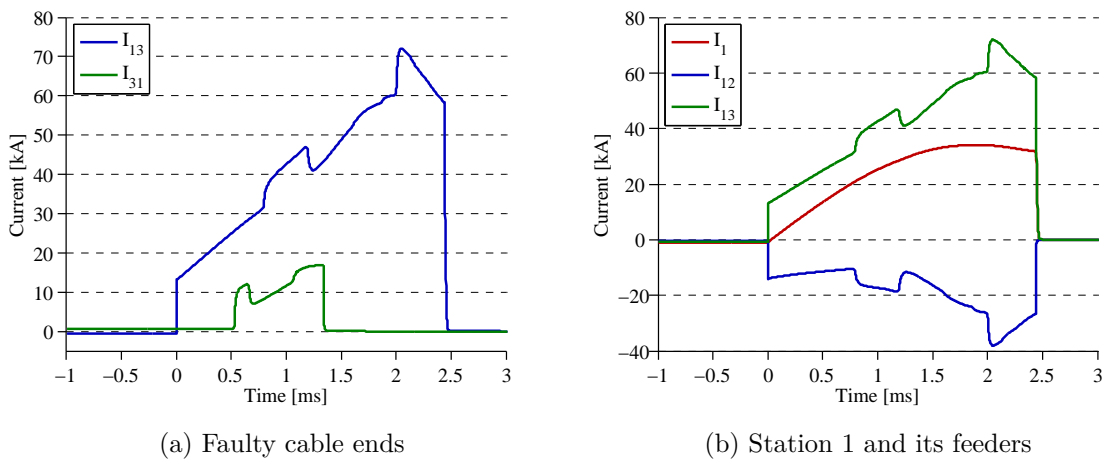 80
70
60
50
40
30
20
10
0
Current [kA]
I13
I31
−1 −0.5 0 0.5 1 1.5 2 2.5 3
Time [ms]
(a) Faulty cable ends
80
60
40
20
0
−20
−40
Current [kA]
I1
I12
I13
−1 −0.5 0 0.5 1 1.5 2 2.5 3
Time [ms]
(b) Station 1 and its feeders